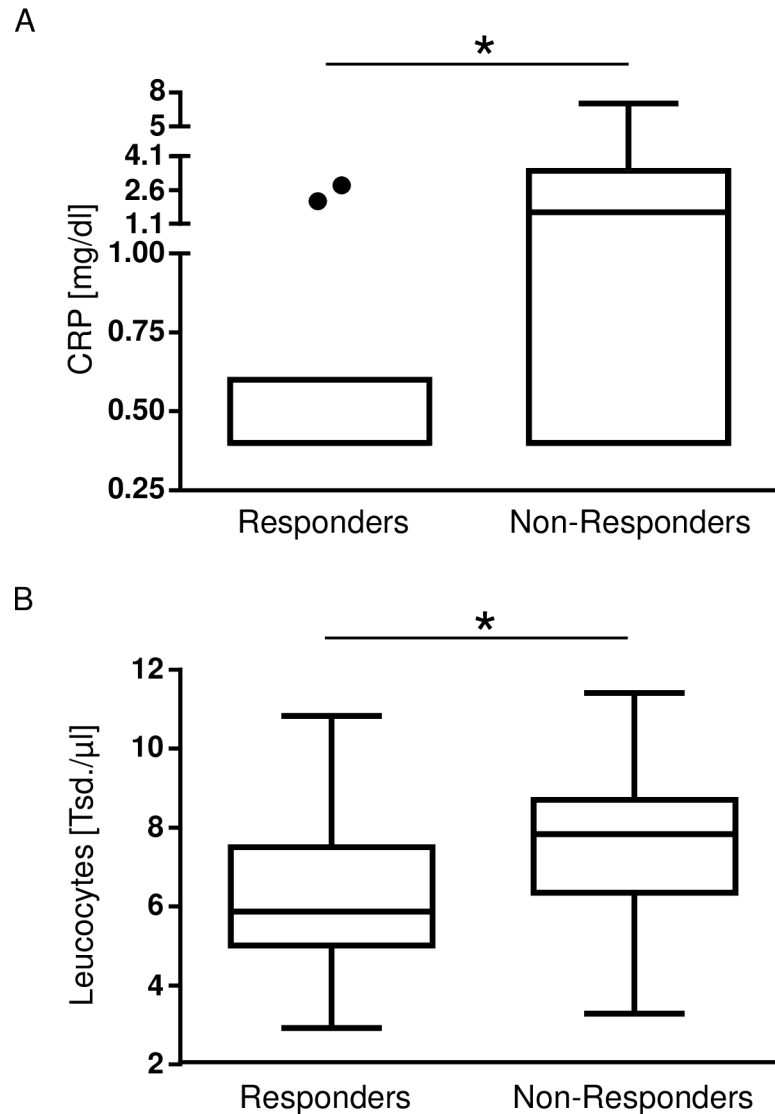 A
*
8
5
4.1
2.6
1.1
1.00
0.75
0.50
0.25
CRP [mg/dl]
Responders Non-Responders
B
*
12
10
8
6
4
2
Leucocytes [Tsd./µl]
Responders Non-Responders